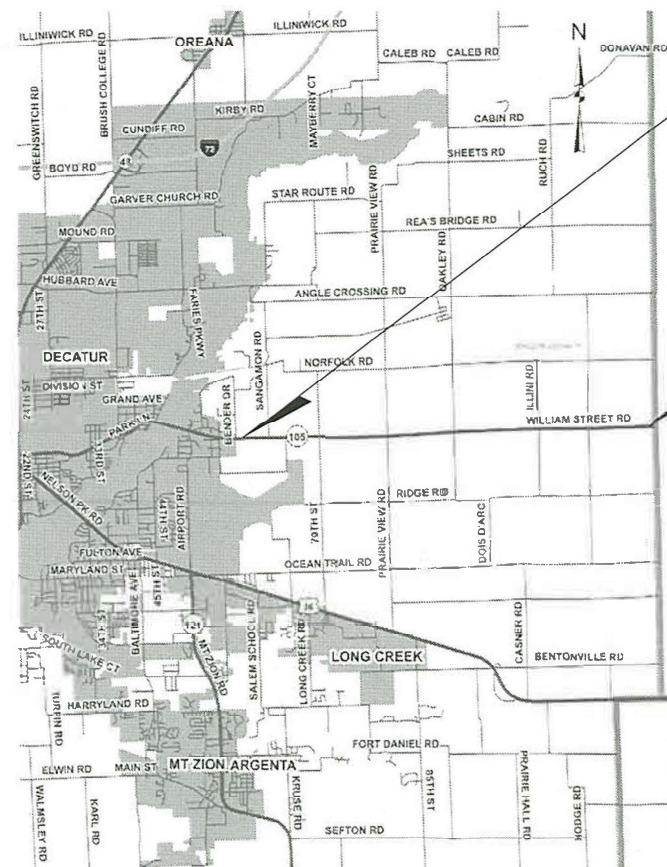 ILLINIWICK RD
ILLINIWICK RD
OREANA
N
CALEB RD
CALEB RD
DONAVAN RD
BRUSH COLLEGE RD
GREENSWITCH RD
MAYBERRY CT
KIRBY RD
CABIN RD
CUNDIFF RD
72
48
SHEETS RD
RUCH RD
BOYD RD
GARVER CHURCH RD
STAR ROUTE RD
PRAIRIE VIEW RD
REA'S BRIDGE RD
MOUND RD
OAKLEY RD
HUBBARD AVE
ANGLE CROSSING RD
27TH ST
FARIES PKWY
DECATUR
SANGAMON RD
NORFOLK RD
DIVISION ST
24TH ST
GRAND AVE
BENDER DR
ILLINI RD
WILLIAM STREET RD
PARK LN
105
33RD ST
22ND ST
NELSON PK RD
44TH ST
AIRPORT RD
RIDGE RD
70TH ST
PRAIRIE VIEW RD
FULTON AVE
MARYLAND ST
OCEAN TRAIL RD
45TH ST
BALTIMORE AVE
34TH ST
121
36
SALEM SCHOOL RD
LONG CREEK RD
CASNER RD
SOUTH LAKE CT
MT ZION RD
LONG CREEK
BENTONVILLE RD
TURPIN RD
HARRYLAND RD
FORT DANIEL RD
ELWIN RD
MAIN ST
MT ZION ARGENTA
KRUSE RD
85TH ST
PRAIRIE HALL RD
HODGE RD
WALMSLEY RD
KARL RD
SEFTON RD